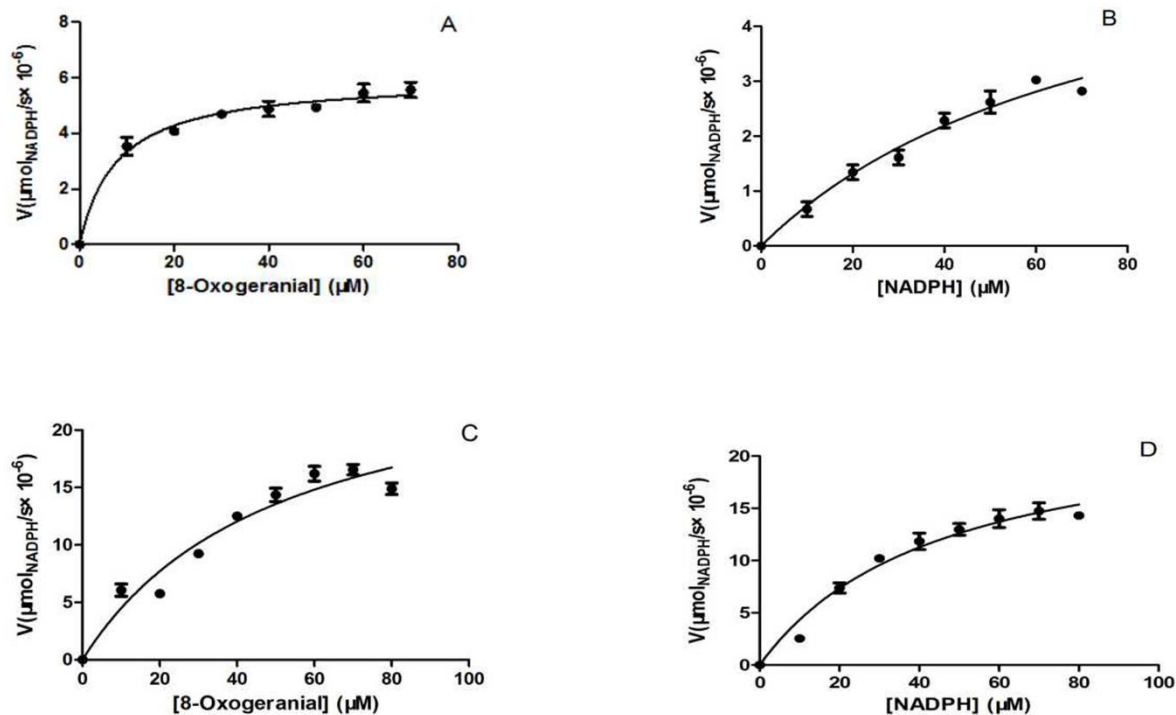 A
V(µmolNADPH/s× 10-6)
8
6
4
2
0
0 20 40 60 80
[8-Oxogeranial] (µM)
B
V(µmolNADPH/s× 10-6)
4
3
2
1
0
0 20 40 60 80
[NADPH] (µM)
C
V(µmolNADPH/s× 10-6)
20
15
10
5
0
0 20 40 60 80 100
[8-Oxogeranial] (µM)
D
V(µmolNADPH/s× 10-6)
20
15
10
5
0
0 20 40 60 80 100
[NADPH] (µM)